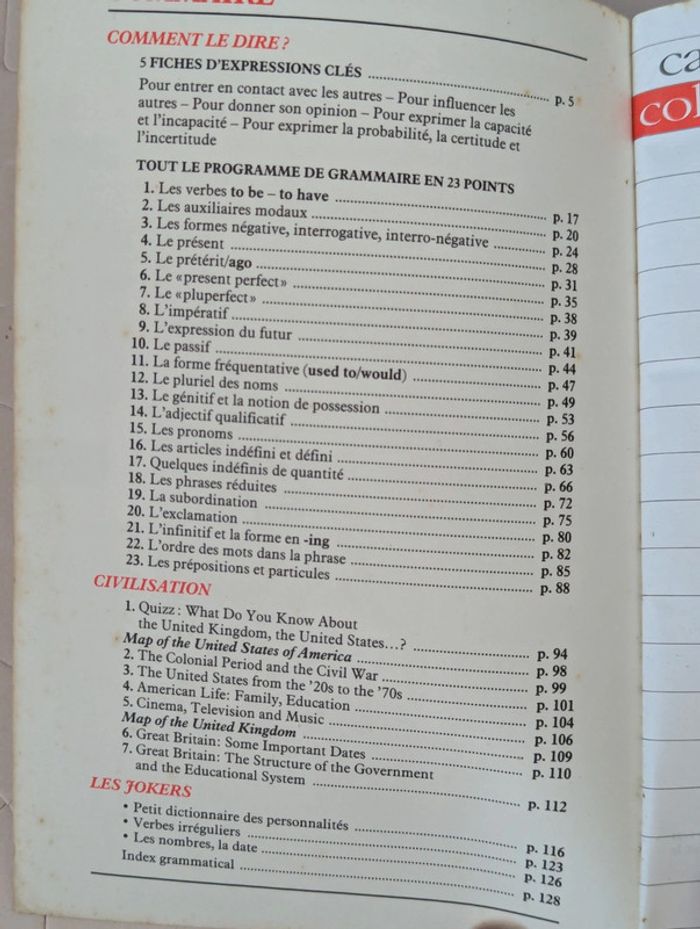 SOMMAIRE
COMMENT LE DIRE ?
5 FICHES D'EXPRESSIONS CLÉS ........ p. 5
Pour entrer en contact avec les autres – Pour influencer les
autres – Pour donner son opinion – Pour exprimer la capacité
et l'incapacité – Pour exprimer la probabilité, la certitude et
l'incertitude
TOUT LE PROGRAMME DE GRAMMAIRE EN 23 POINTS
1. Les verbes to be – to have ........ p. 17
2. Les auxiliaires modaux ........ p. 20
3. Les formes négative, interrogative, interro-négative ........ p. 24
4. Le présent ........ p. 28
5. Le prétérit/ago ........ p. 31
6. Le «present perfect» ........ p. 35
7. Le «pluperfect» ........ p. 38
8. L'impératif ........ p. 39
9. L'expression du futur ........ p. 41
10. Le passif ........ p. 44
11. La forme fréquentative (used to/would) ........ p. 47
12. Le pluriel des noms ........ p. 49
13. Le génitif et la notion de possession ........ p. 53
14. L'adjectif qualificatif ........ p. 56
15. Les pronoms ........ p. 60
16. Les articles indéfini et défini ........ p. 63
17. Quelques indéfinis de quantité ........ p. 66
18. Les phrases réduites ........ p. 72
19. La subordination ........ p. 75
20. L'exclamation ........ p. 80
21. L'infinitif et la forme en -ing ........ p. 82
22. L'ordre des mots dans la phrase ........ p. 85
23. Les prépositions et particules ........ p. 88
CIVILISATION
1. Quizz : What Do You Know About
the United Kingdom, the United States...? ........ p. 94
Map of the United States of America ........ p. 98
2. The Colonial Period and the Civil War ........ p. 99
3. The United States from the '20s to the '70s ........ p. 101
4. American Life: Family, Education ........ p. 104
5. Cinema, Television and Music ........ p. 106
Map of the United Kingdom ........ p. 109
6. Great Britain: Some Important Dates ........ p. 110
7. Great Britain: The Structure of the Government
and the Educational System ........ p. 112
LES JOKERS
• Petit dictionnaire des personnalités ........ p. 116
• Verbes irréguliers ........ p. 123
• Les nombres, la date ........ p. 126
Index grammatical ........ p. 128
ca
col